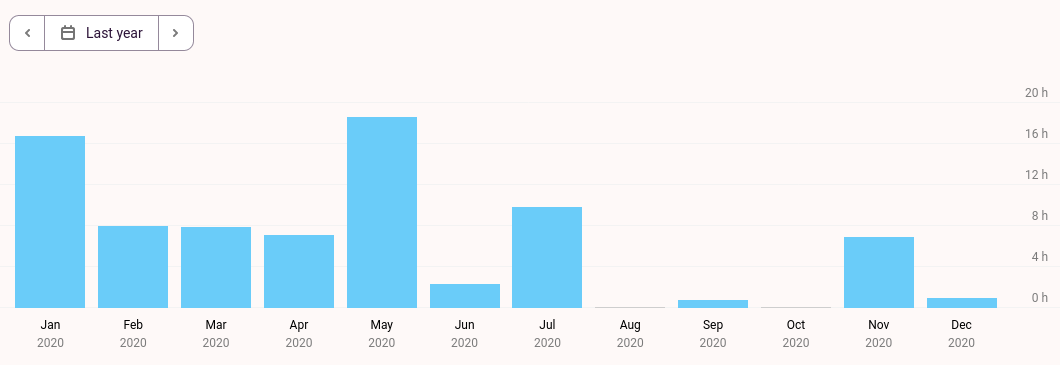 Last year
20 h
16 h
12 h
8 h
4 h
0 h
Jan Feb Mar Apr May Jun Jul Aug Sep Oct Nov Dec
2020 2020 2020 2020 2020 2020 2020 2020 2020 2020 2020 2020